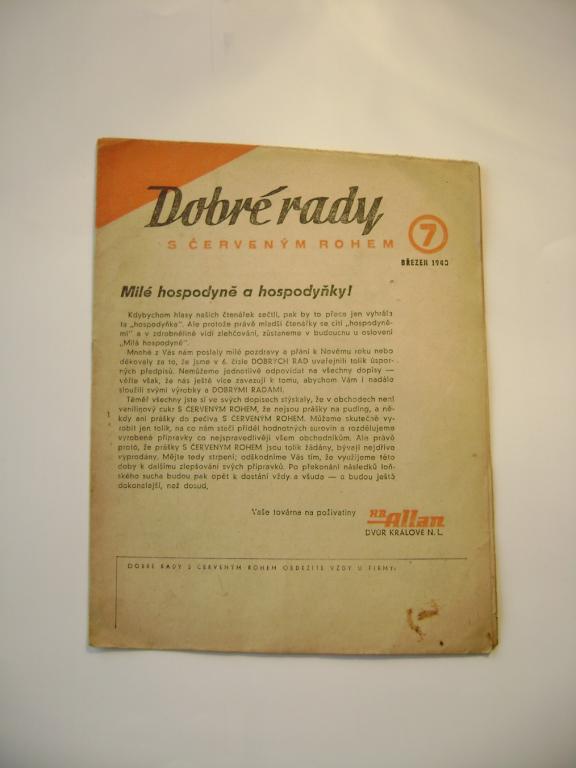 Dobré rady
S ČERVENÝM ROHEM
7
BŘEZEN 1948
Milé hospodyně a hospodyňky!
Kdybychom hlasy našich čtenářek sečtli, pak by to přece jen vyhrála
ta „hospodyňka“. Ale protože právě mladší čtenářky se cítí „hospodyně-
mi“ a v zdrobnělině vidí zlehčování, zůstaneme v budoucnu u oslovení
„Milá hospodyně“.
Mnohé z Vás nám poslaly milé pozdravy a přání k Novému roku nebo
děkovaly za to, že jsme v 6. čísle DOBRÝCH RAD uveřejnili tolik úspor-
ných předpisů. Nemůžeme jednotlivě odpovídat na všechny dopisy —
věřte však, že nás ještě více zavazují k tomu, abychom Vám i nadále
sloužili svými výrobky a DOBRÝMI RADAMI.
Téměř všechny jste si ve svých dopisech stýskaly, že v obchodech není
vanilinový cukr S ČERVENÝM ROHEM, že nejsou prášky na puding, a ně-
kdy ani prášky do pečiva S ČERVENÝM ROHEM. Můžeme skutečně vy-
robit jen tolik, na co nám stačí příděl hodnotných surovin a rozdělujeme
vyrobené přípravky co nejspravedlivěji všem obchodníkům. Ale právě
proto, že prášky S ČERVENÝM ROHEM jsou tolik žádány, bývají nejdříve
vyprodány. Mějte tedy strpení; odškodníme Vás tím, že využijeme této
doby k dalšímu zlepšování svých přípravků. Po překonání následků loň-
ského sucha budou pak opět k dostání vždy a všude — a budou ještě
dokonalejší, než dosud.
Vaše továrna na poživatiny
Allan
DVŮR KRÁLOVÉ N. L.
DOBRÉ RADY S ČERVENÝM ROHEM OBDRŽÍTE VŽDY U FIRMY: